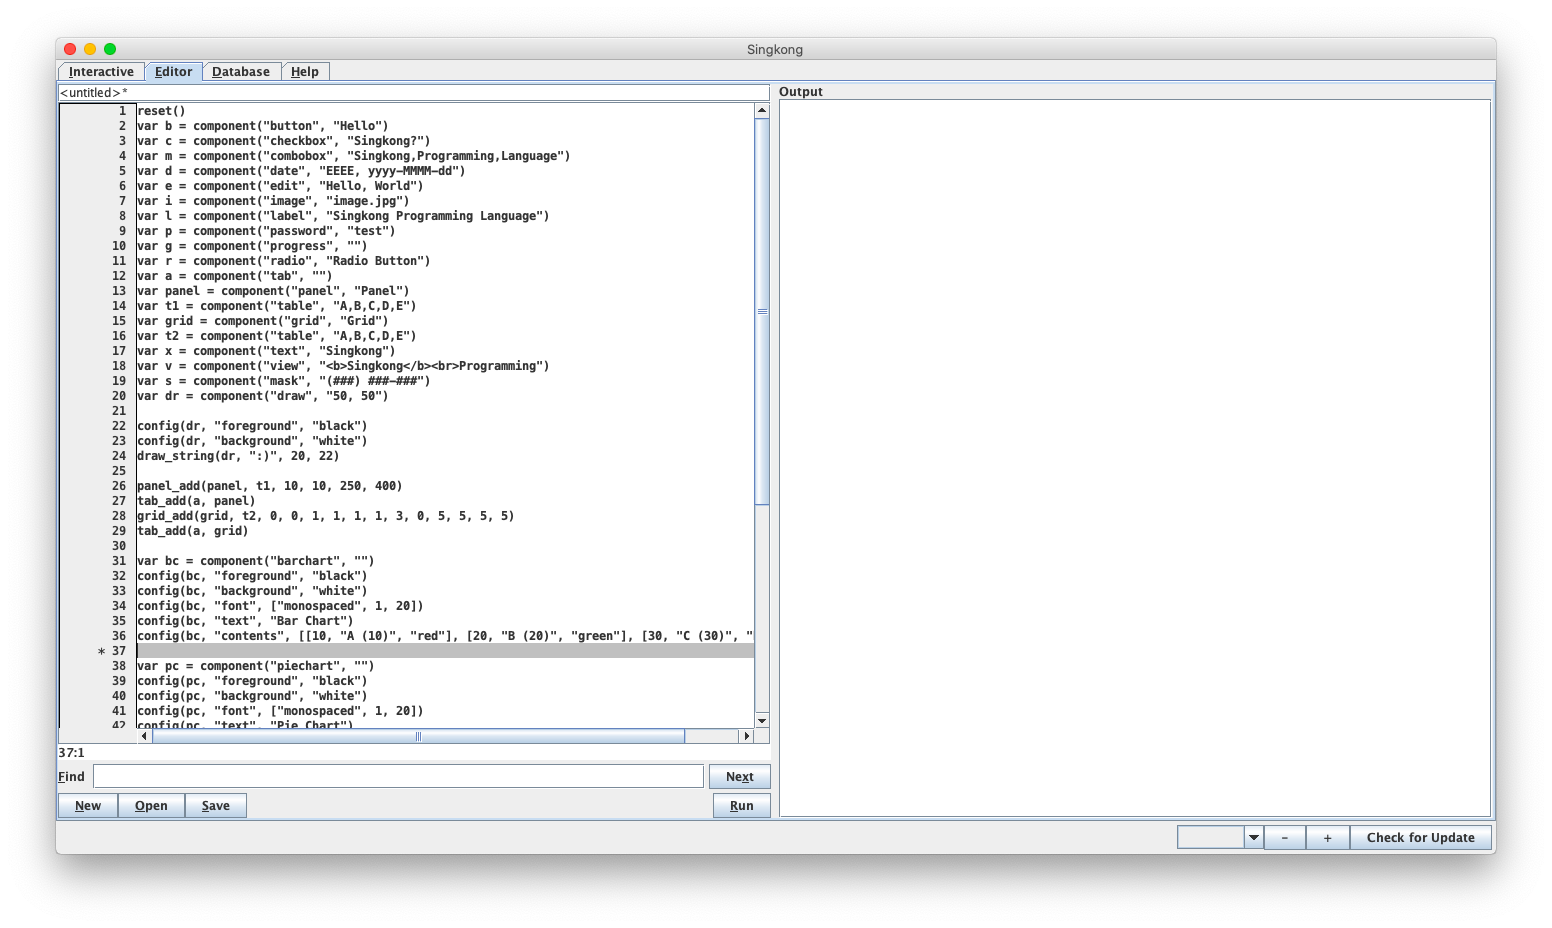 Singkong
Interactive Editor Database Help
<untitled>*
Output
1 reset()
2 var b = component("button", "Hello")
3 var c = component("checkbox", "Singkong?")
4 var m = component("combobox", "Singkong,Programming,Language")
5 var d = component("date", "EEEE, yyyy-MMMM-dd")
6 var e = component("edit", "Hello, World")
7 var i = component("image", "image.jpg")
8 var l = component("label", "Singkong Programming Language")
9 var p = component("password", "test")
10 var g = component("progress", "")
11 var r = component("radio", "Radio Button")
12 var a = component("tab", "")
13 var panel = component("panel", "Panel")
14 var t1 = component("table", "A,B,C,D,E")
15 var grid = component("grid", "Grid")
16 var t2 = component("table", "A,B,C,D,E")
17 var x = component("text", "Singkong")
18 var v = component("view", "<b>Singkong</b><br>Programming")
19 var s = component("mask", "(###) ###-###")
20 var dr = component("draw", "50, 50")
21
22 config(dr, "foreground", "black")
23 config(dr, "background", "white")
24 draw_string(dr, ":)", 20, 22)
25
26 panel_add(panel, t1, 10, 10, 250, 400)
27 tab_add(a, panel)
28 grid_add(grid, t2, 0, 0, 1, 1, 1, 1, 3, 0, 5, 5, 5, 5)
29 tab_add(a, grid)
30
31 var bc = component("barchart", "")
32 config(bc, "foreground", "black")
33 config(bc, "background", "white")
34 config(bc, "font", ["monospaced", 1, 20])
35 config(bc, "text", "Bar Chart")
36 config(bc, "contents", [[10, "A (10)", "red"], [20, "B (20)", "green"], [30, "C (30)", "
* 37
38 var pc = component("piechart", "")
39 config(pc, "foreground", "black")
40 config(pc, "background", "white")
41 config(pc, "font", ["monospaced", 1, 20])
42 config(pc, "text", "Pie Chart")
37:1
Find Next
New Open Save Run
- + Check for Update